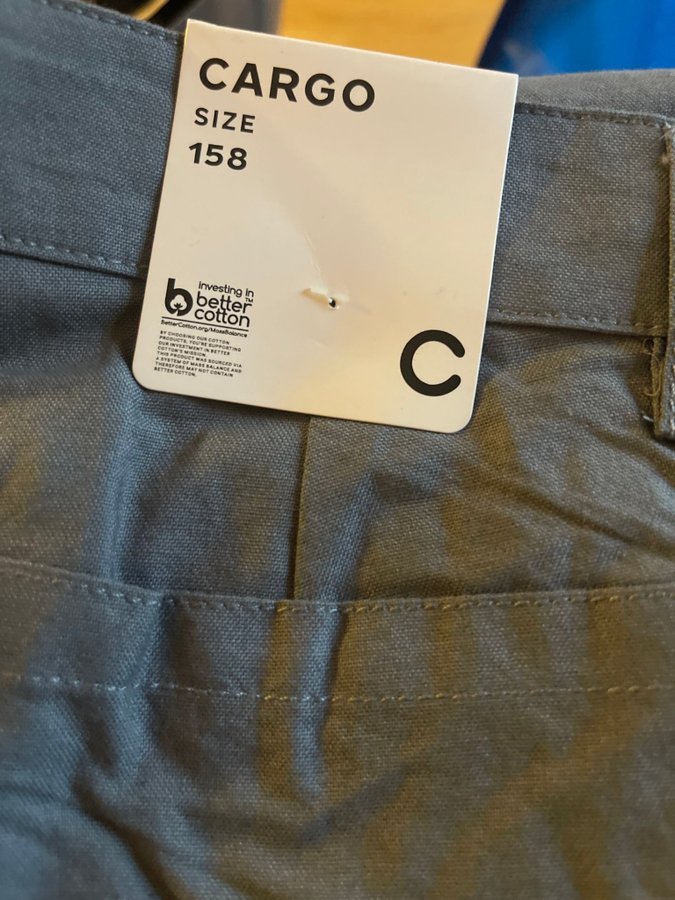 CARGO
SIZE
158
investing in
better
cotton™
BetterCotton.org/MassBalance
BY CHOOSING OUR COTTON
PRODUCTS, YOU'RE SUPPORTING
OUR INVESTMENT IN BETTER
COTTON'S MISSION.
THIS PRODUCT WAS SOURCED VIA
A SYSTEM OF MASS BALANCE AND
THEREFORE MAY NOT CONTAIN
BETTER COTTON.
C